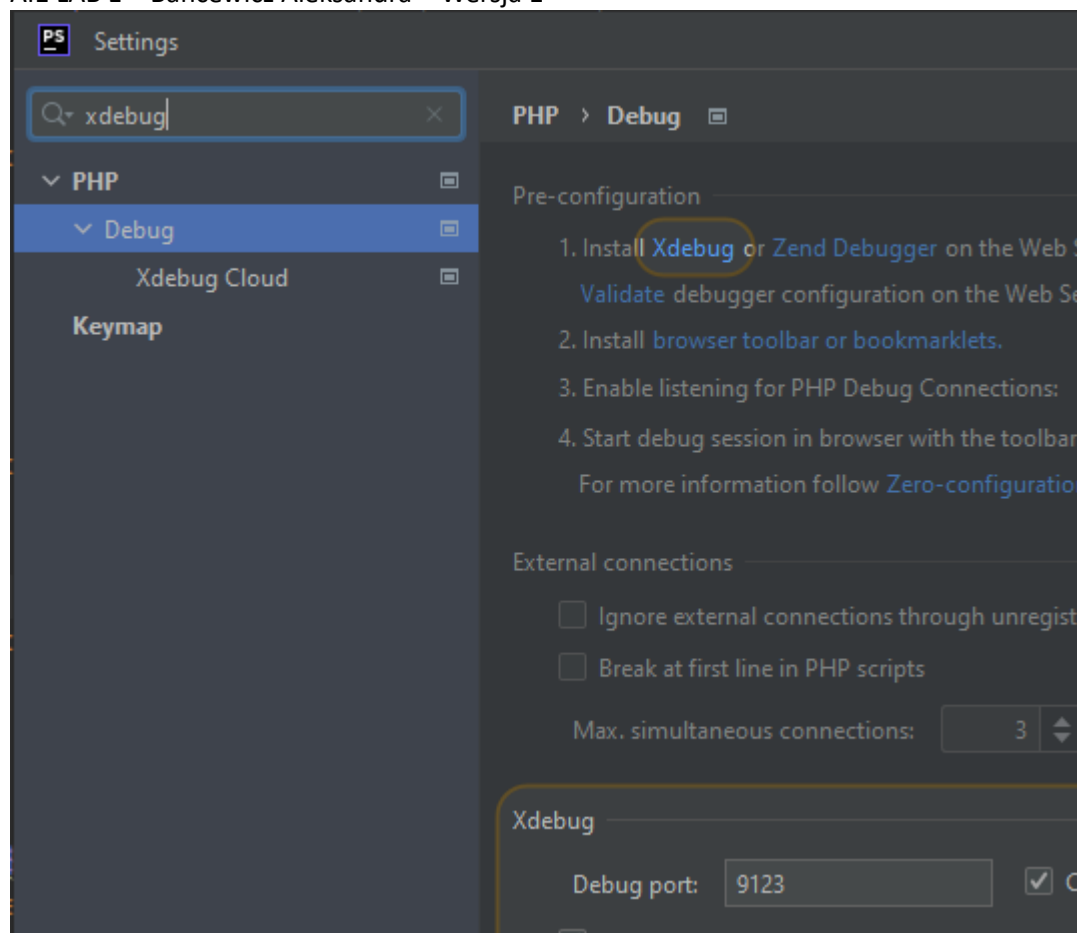 PS Settings
xdebug
PHP
Debug
Xdebug Cloud
Keymap
PHP › Debug
Pre-configuration
1. Install Xdebug or Zend Debugger on the Web
Validate debugger configuration on the Web
2. Install browser toolbar or bookmarklets.
3. Enable listening for PHP Debug Connections:
4. Start debug session in browser with the toolbar
For more information follow Zero-configuration
External connections
Ignore external connections through
Break at first line in PHP scripts
Max. simultaneous connections: 3
Xdebug
Debug port: 9123